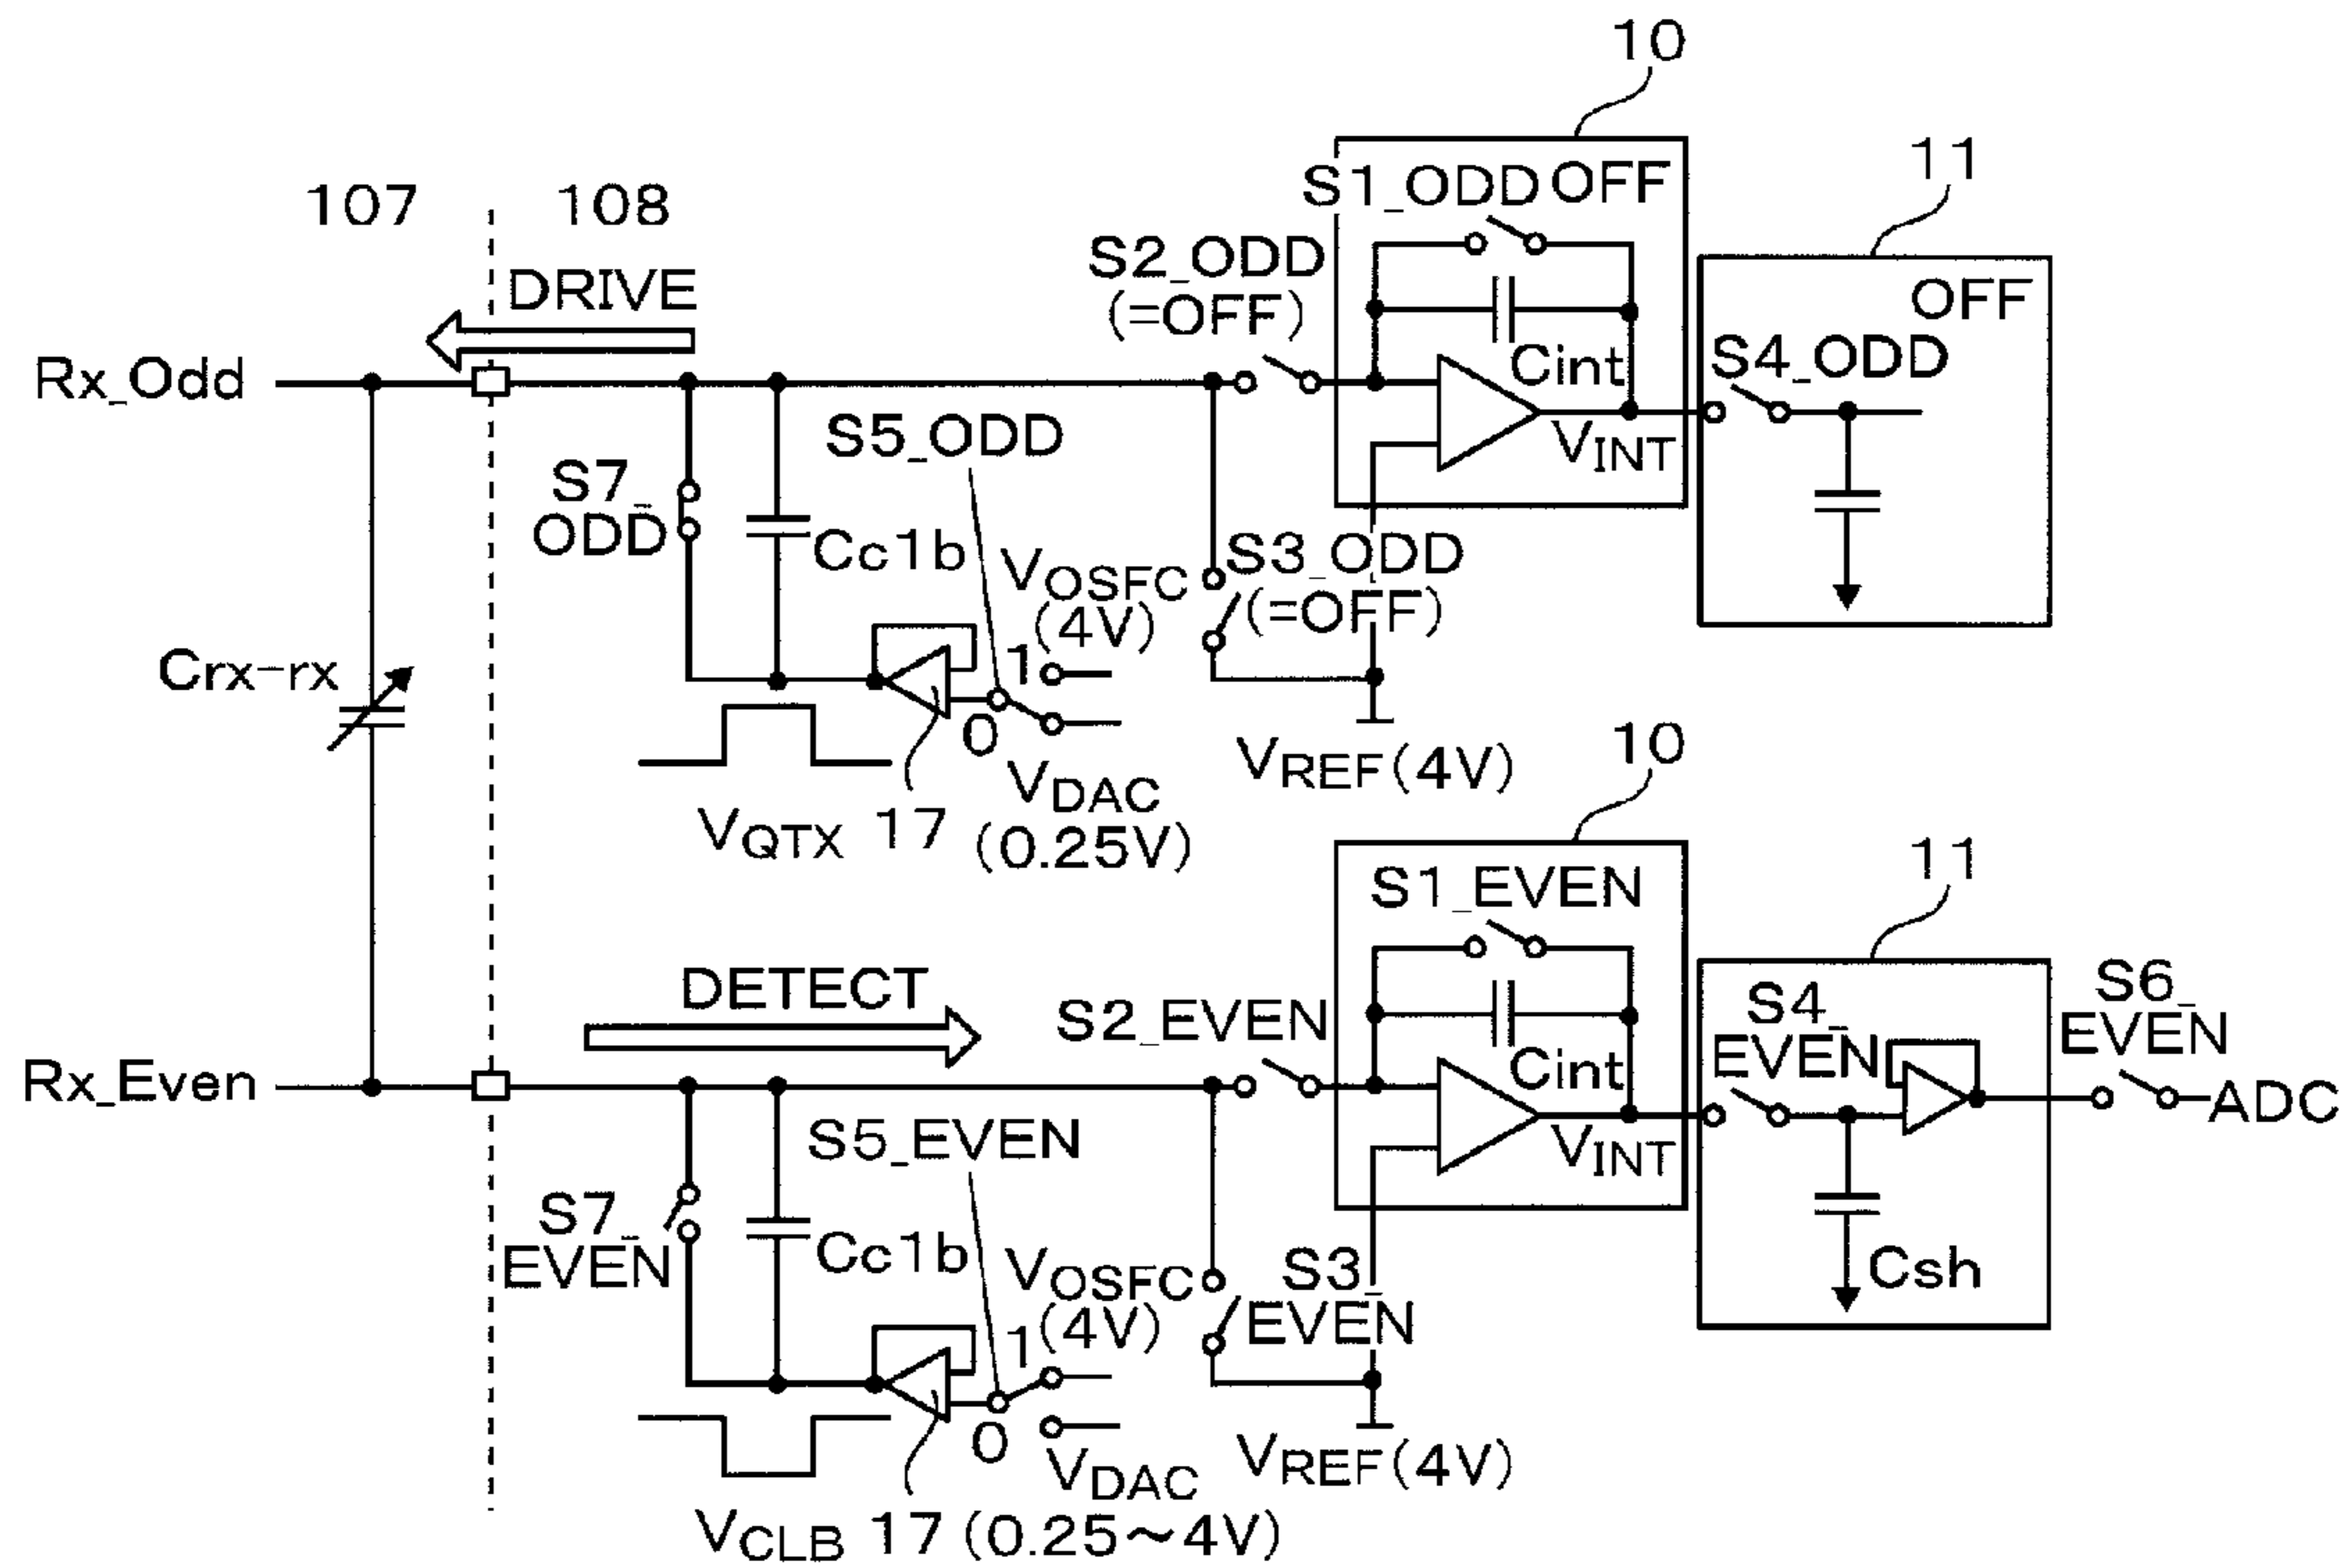 10
11
107
108
S1_ODD OFF
S2_ODD
(=OFF)
DRIVE
OFF
Rx_Odd
Cint
S4_ODD
S5_ODD
VINT
S7_
ODD
Cc1b
VOSFC
(4V)
S3_ODD
(=OFF)
Crx-rx
1
0
VREF(4V)
VDAC
(0.25V)
VQTX
17
10
11
S1_EVEN
DETECT
S2_EVEN
S4_
EVEN
S6_
EVEN
Rx_Even
Cint
ADC
S5_EVEN
VINT
S7_
EVEN
Cc1b
VOSFC
(4V)
S3_
EVEN
Csh
1
0
VREF(4V)
VDAC
(0.25~4V)
VCLB
17